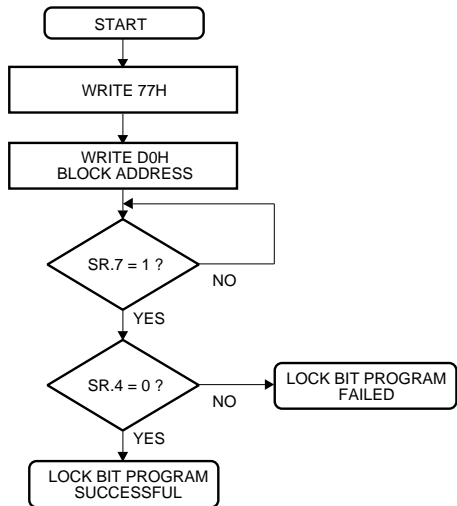 START
WRITE 77H
WRITE D0H
BLOCK ADDRESS
SR.7 = 1 ?
NO
YES
SR.4 = 0 ?
NO
LOCK BIT PROGRAM
FAILED
YES
LOCK BIT PROGRAM
SUCCESSFUL